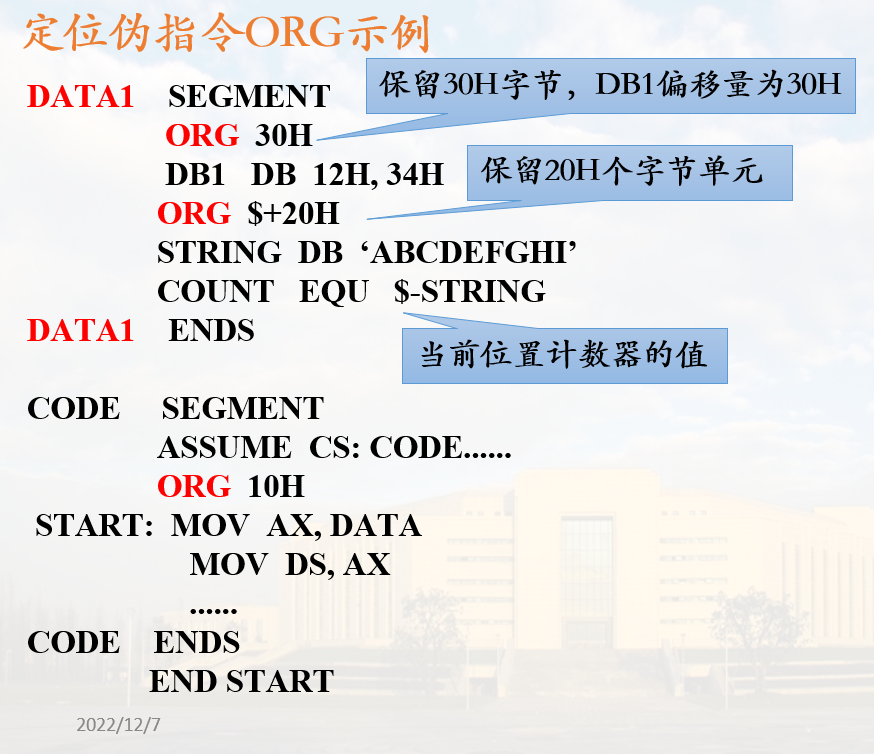 定位伪指令ORG示例
保留30H字节，DB1偏移量为30H
DATA1 SEGMENT
ORG 30H
DB1 DB 12H, 34H
保留20H个字节单元
ORG $+20H
STRING DB ‘ABCDEFGHI’
COUNT EQU $-STRING
DATA1 ENDS
当前位置计数器的值
CODE SEGMENT
ASSUME CS: CODE......
ORG 10H
START: MOV AX, DATA
MOV DS, AX
......
CODE ENDS
END START
2022/12/7